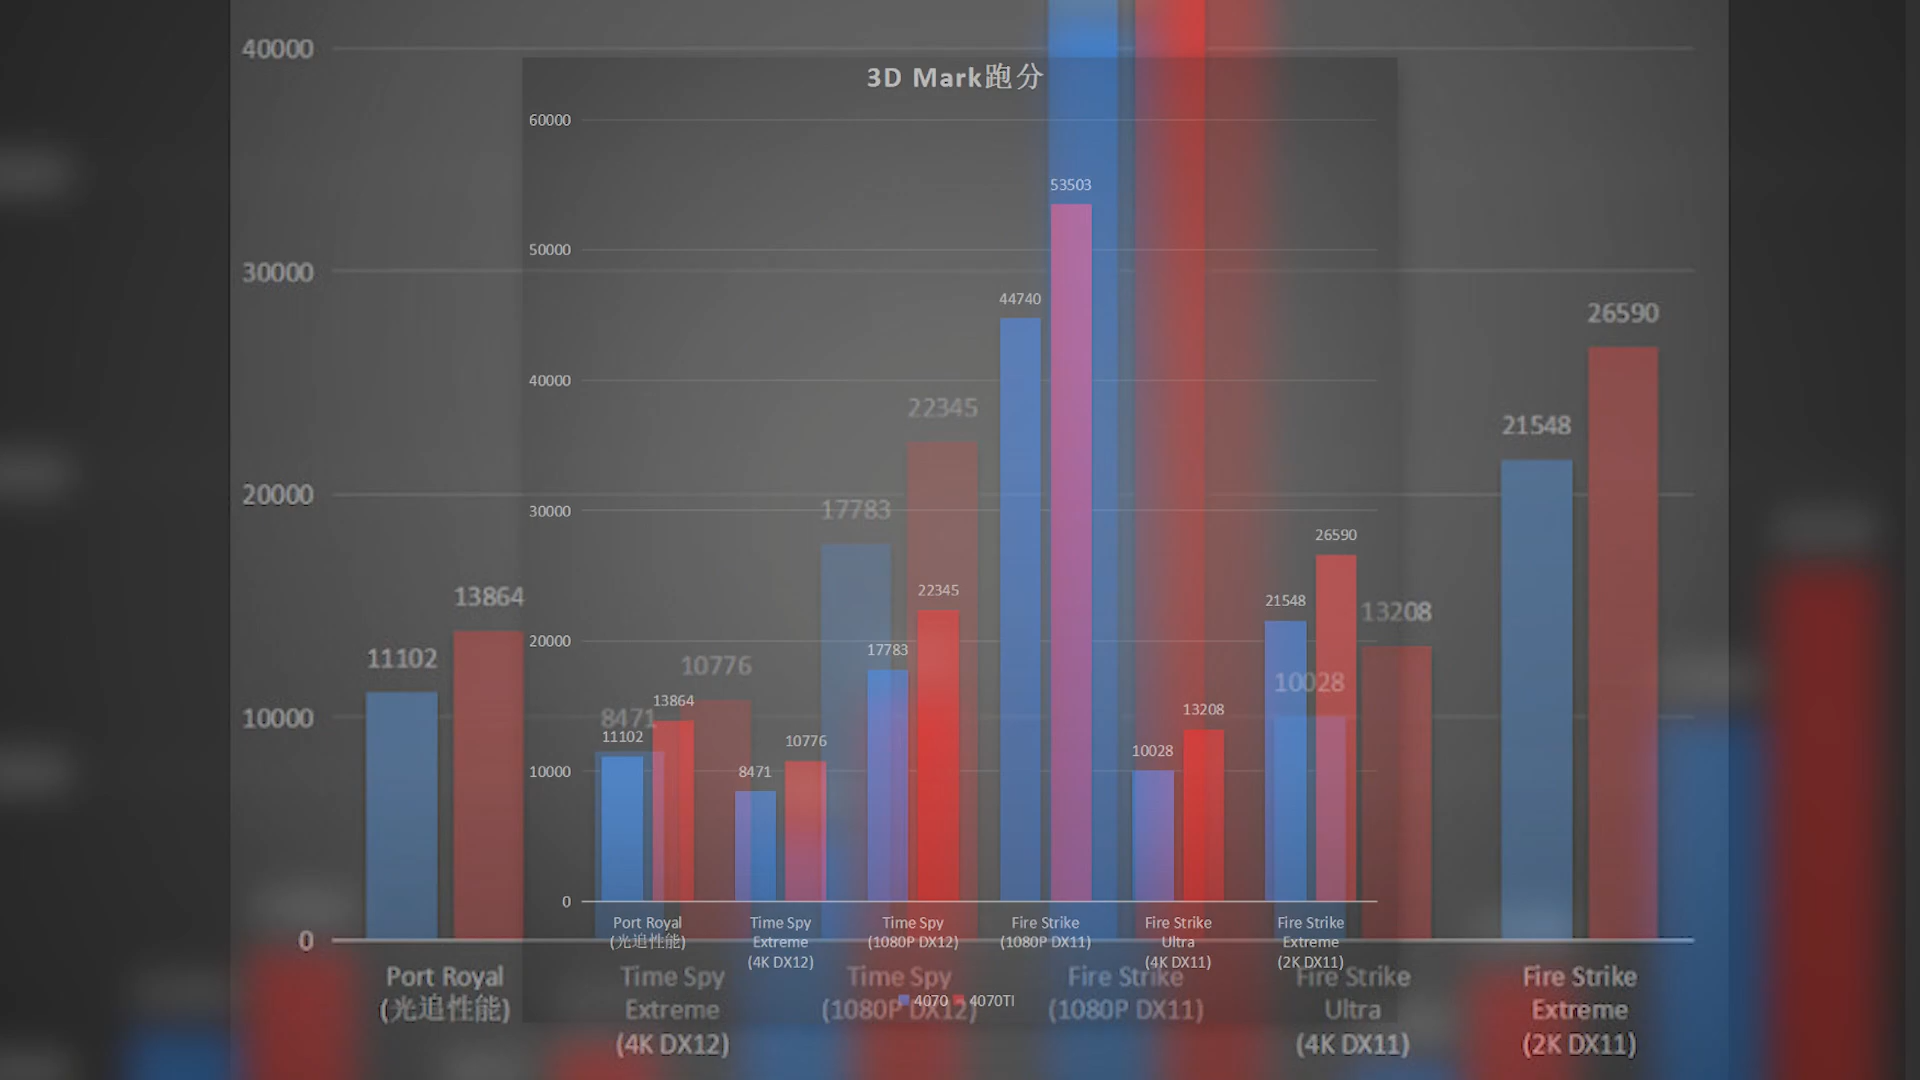 3D Mark跑分
60000
50000
40000
30000
20000
10000
0
11102
13864
8471
10776
17783
22345
44740
53503
10028
13208
21548
26590
Port Royal
(光追性能)
Time Spy
Extreme
(4K DX12)
Time Spy
(1080P DX12)
Fire Strike
(1080P DX11)
Fire Strike
Ultra
(4K DX11)
Fire Strike
Extreme
(2K DX11)
4070 4070TI
40000
30000
20000
10000
0
11102
13864
8471
10776
17783
22345
10028
13208
21548
26590
Port Royal
(光追性能)
Time Spy
Extreme
(4K DX12)
Time Spy
(1080P DX12)
Fire Strike
(1080P DX11)
Fire Strike
Ultra
(4K DX11)
Fire Strike
Extreme
(2K DX11)